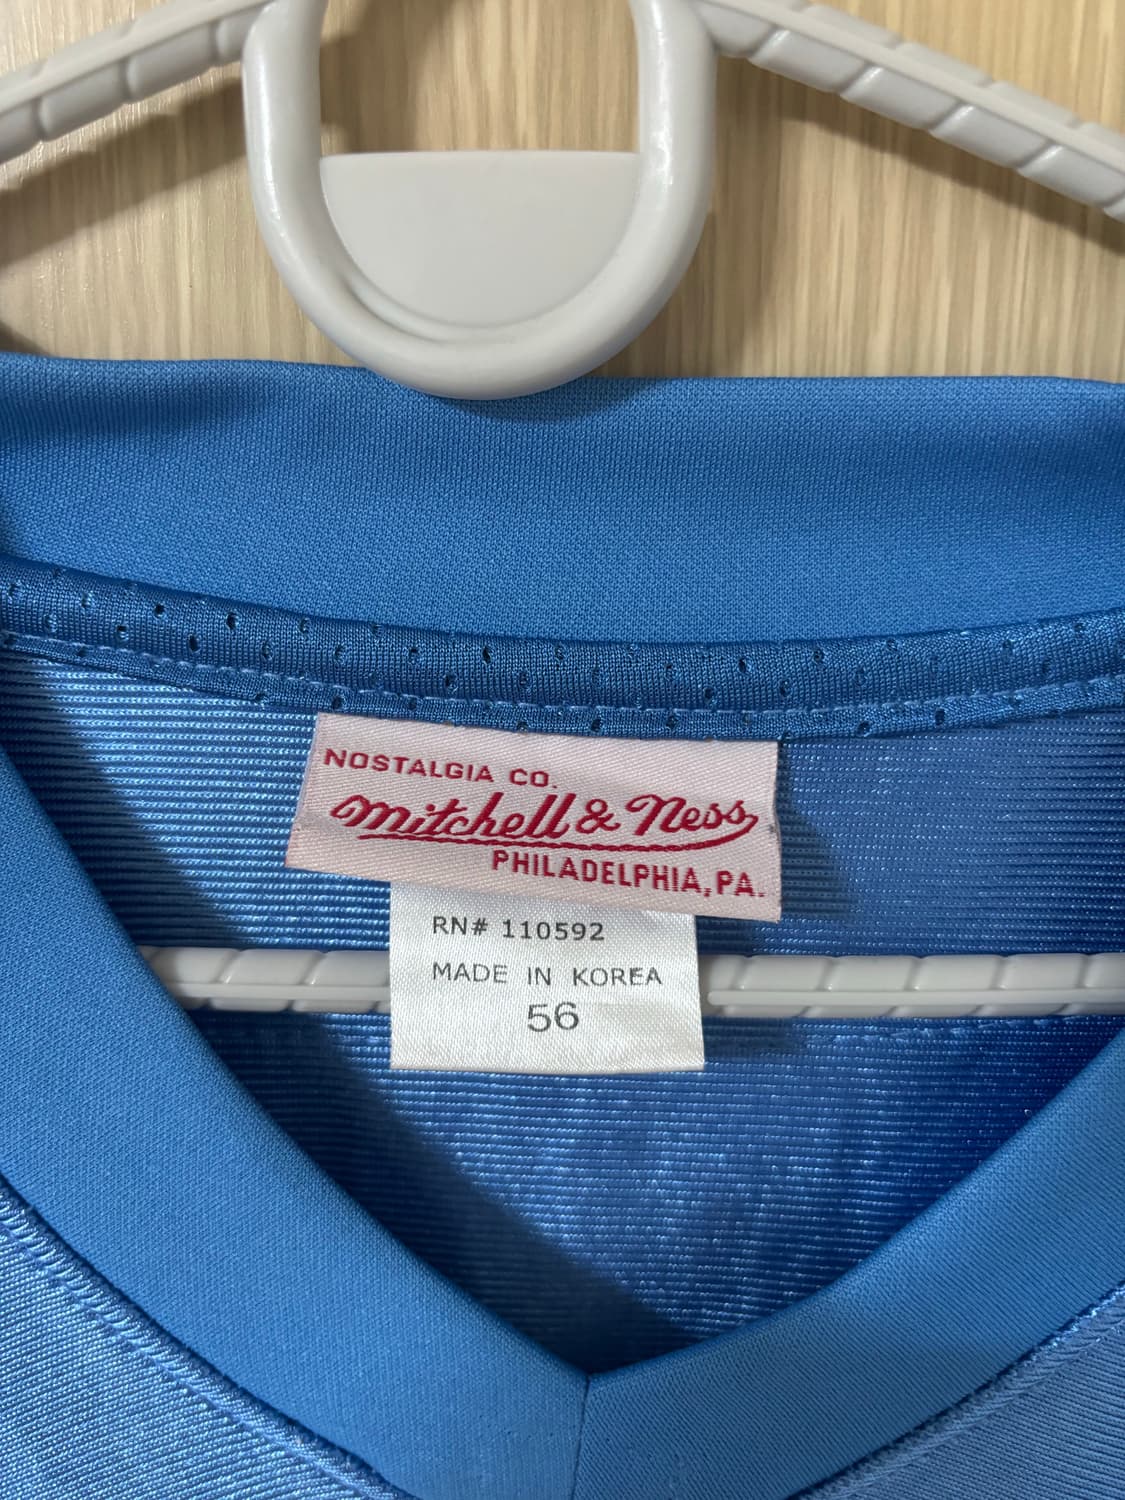 NOSTALGIA CO.
Mitchell & Ness
PHILADELPHIA, PA.
RN# 110592
MADE IN KOREA
56